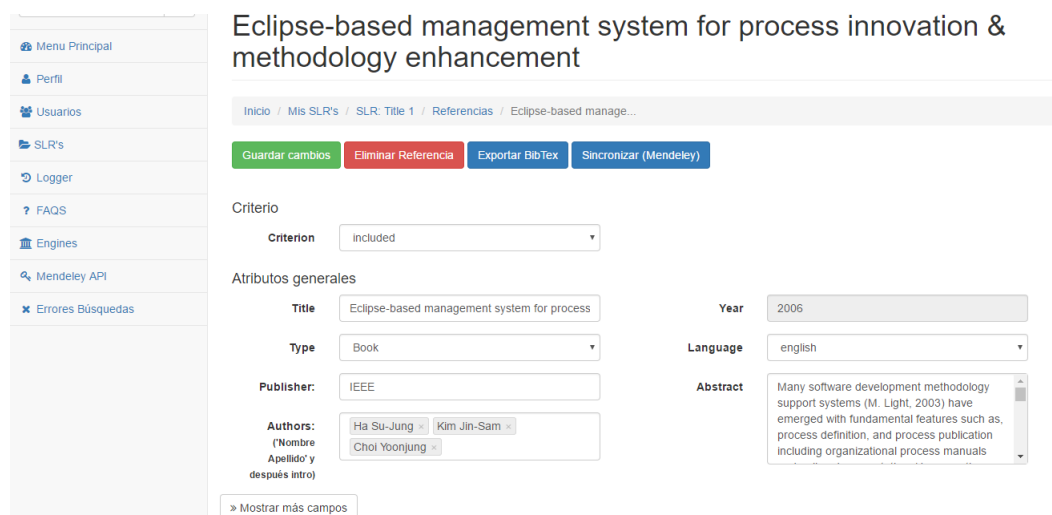 Eclipse-based management system for process innovation &
methodology enhancement
Menu Principal
Perfil
Usuarios
SLR's
Logger
FAQS
Engines
Mendeley API
Errores Búsquedas
Inicio / Mis SLR's / SLR: Title 1 / Referencias / Eclipse-based manage...
Guardar cambios Eliminar Referencia Exportar BibTex Sincronizar (Mendeley)
Criterio
Criterion included
Atributos generales
Title Eclipse-based management system for process
Year 2006
Type Book
Language english
Publisher: IEEE
Authors:
('Nombre
Apellido' y
después intro)
Ha Su-Jung × Kim Jin-Sam ×
Choi Yoonjung ×
Abstract
Many software development methodology
support systems (M. Light, 2003) have
emerged with fundamental features such as,
process definition, and process publication
including organizational process manuals
» Mostrar más campos